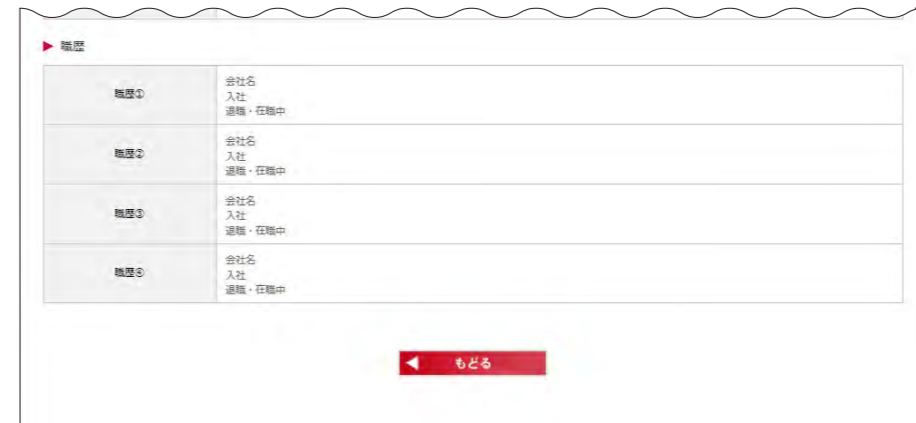 職歴
職歴①
会社名
入社
退職・在職中
職歴②
会社名
入社
退職・在職中
職歴③
会社名
入社
退職・在職中
職歴④
会社名
入社
退職・在職中
もどる